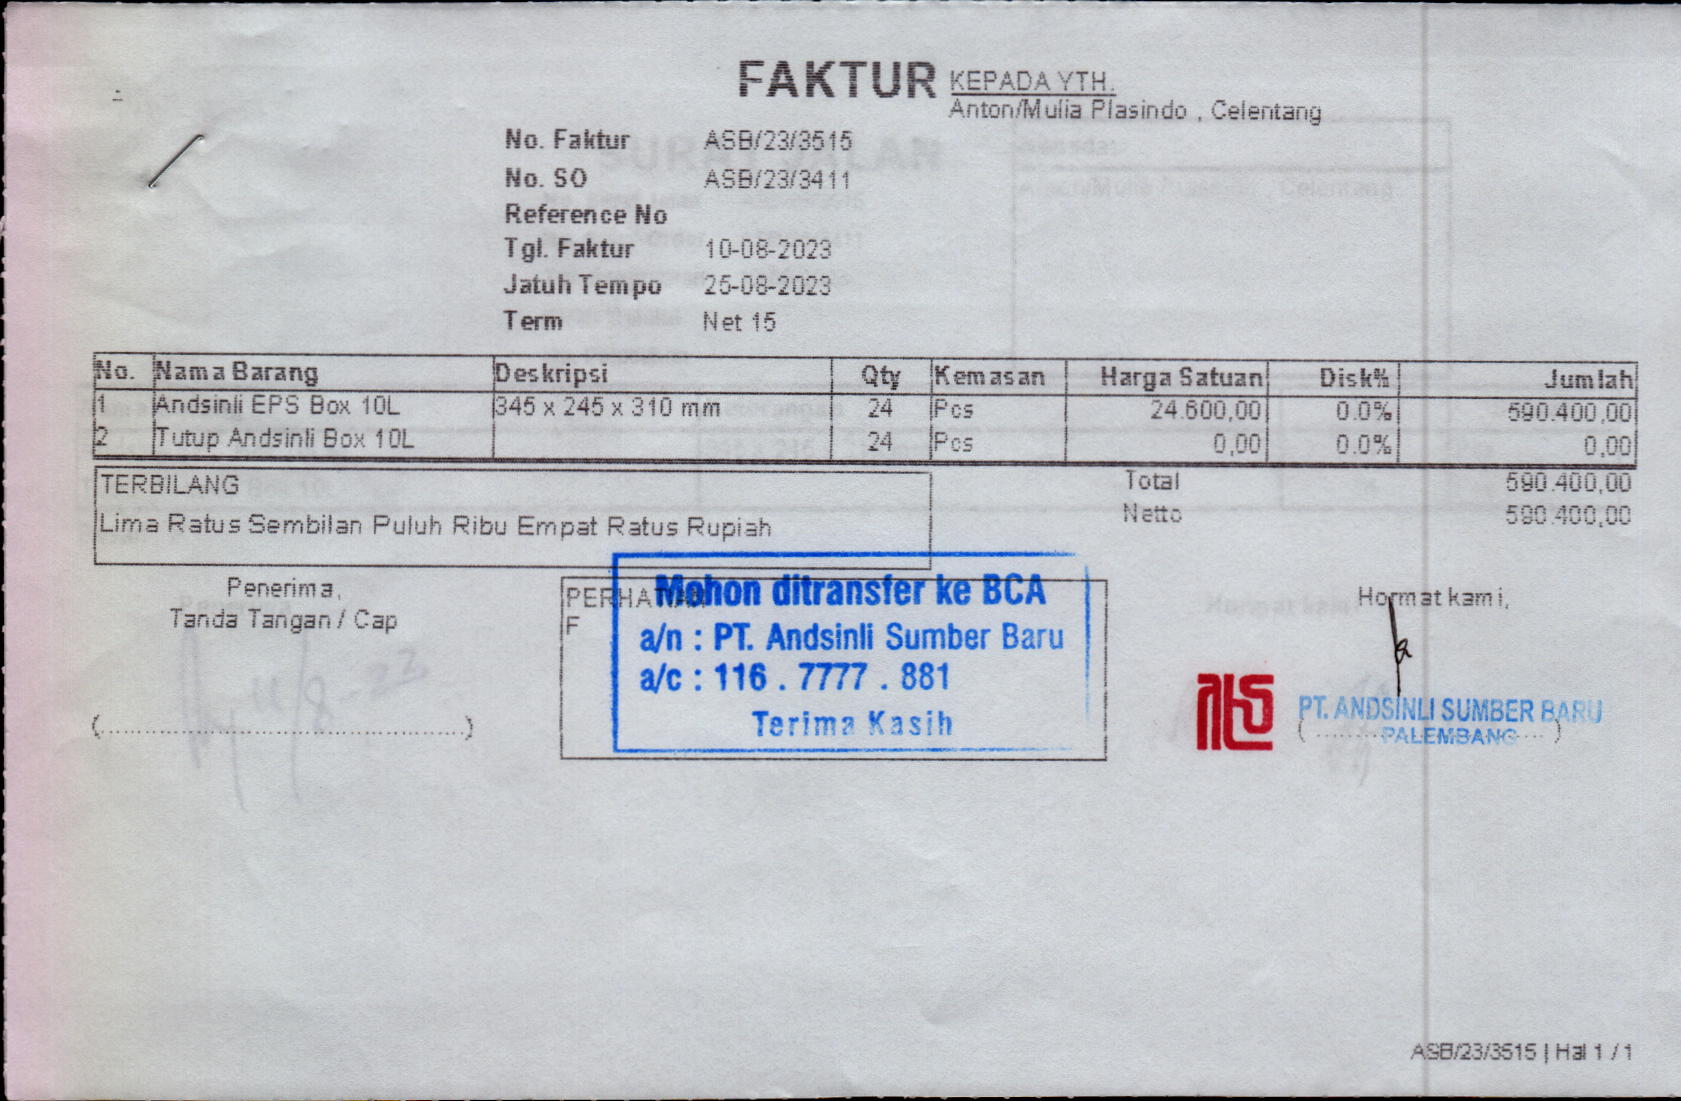 FAKTUR
KEPADA YTH.
Anton/Mulia Plasindo , Celentang
No. Faktur ASB/23/3515
No. SO ASB/23/3411
Reference No
Tgl. Faktur 10-08-2023
Jatuh Tempo 25-08-2023
Term Net 15
No. Nama Barang Deskripsi Qty Kemasan Harga Satuan Disk% Jumlah
1 Andsinli EPS Box 10L 345 x 245 x 310 mm 24 Pcs 24.600,00 0.0% 590.400,00
2 Tutup Andsinli Box 10L 24 Pcs 0,00 0.0% 0,00
TERBILANG
Lima Ratus Sembilan Puluh Ribu Empat Ratus Rupiah
Total 590.400,00
Netto 590.400,00
Penerima,
Tanda Tangan / Cap
(................................................)
F
Mohon ditransfer ke BCA
a/n : PT. Andsinli Sumber Baru
a/c : 116 . 7777 . 881
Terima Kasih
Hormat kami,
PT. ANDSINLI SUMBER BARU
PALEMBANG
11/8-23
ASB/23/3515 | Hal 1 / 1